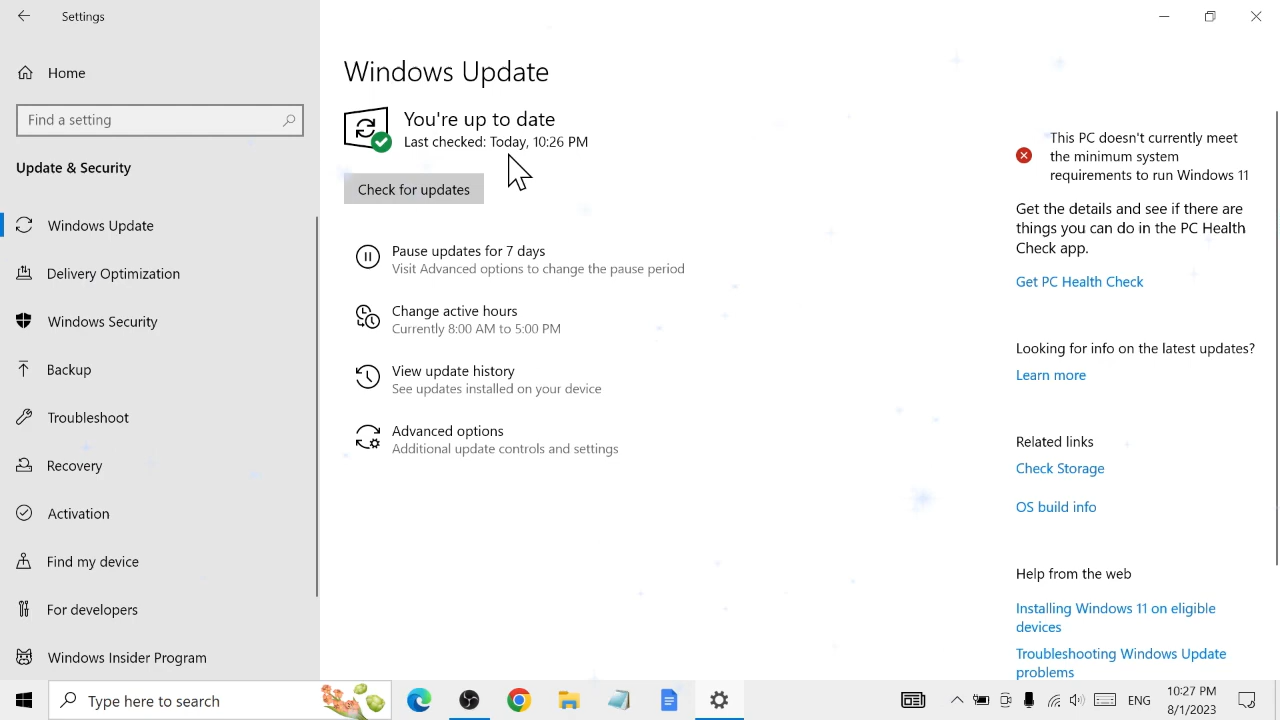 Settings
Home
Find a setting
Update & Security
Windows Update
Delivery Optimization
Windows Security
Backup
Troubleshoot
Recovery
Activation
Find my device
For developers
Windows Insider Program
Windows Update
You're up to date
Last checked: Today, 10:26 PM
Check for updates
Pause updates for 7 days
Visit Advanced options to change the pause period
Change active hours
Currently 8:00 AM to 5:00 PM
View update history
See updates installed on your device
Advanced options
Additional update controls and settings
This PC doesn't currently meet
the minimum system
requirements to run Windows 11
Get the details and see if there are
things you can do in the PC Health
Check app.
Get PC Health Check
Looking for info on the latest updates?
Learn more
Related links
Check Storage
OS build info
Help from the web
Installing Windows 11 on eligible
devices
Troubleshooting Windows Update
problems
Type here to search
ENG
10:27 PM
8/1/2023